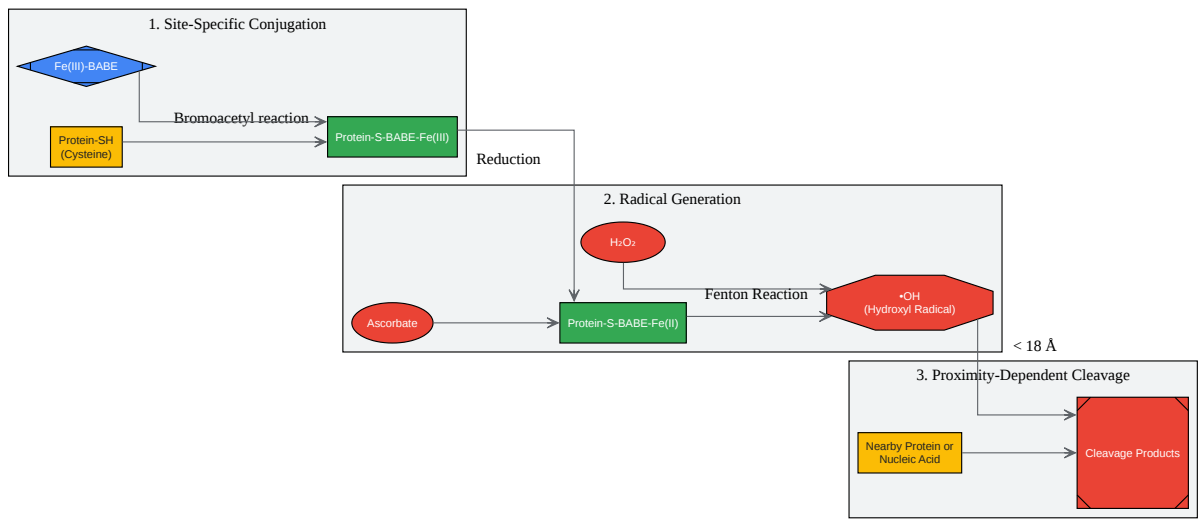 1. Site-Specific Conjugation
Fe(III)-BABE
Bromoacetyl reaction
Protein-SH
(Cysteine)
Protein-S-BABE-Fe(III)
Reduction
2. Radical Generation
H₂O₂
Fenton Reaction
•OH
(Hydroxyl Radical)
Ascorbate
Protein-S-BABE-Fe(II)
< 18 Å
3. Proximity-Dependent Cleavage
Nearby Protein or
Nucleic Acid
Cleavage Products